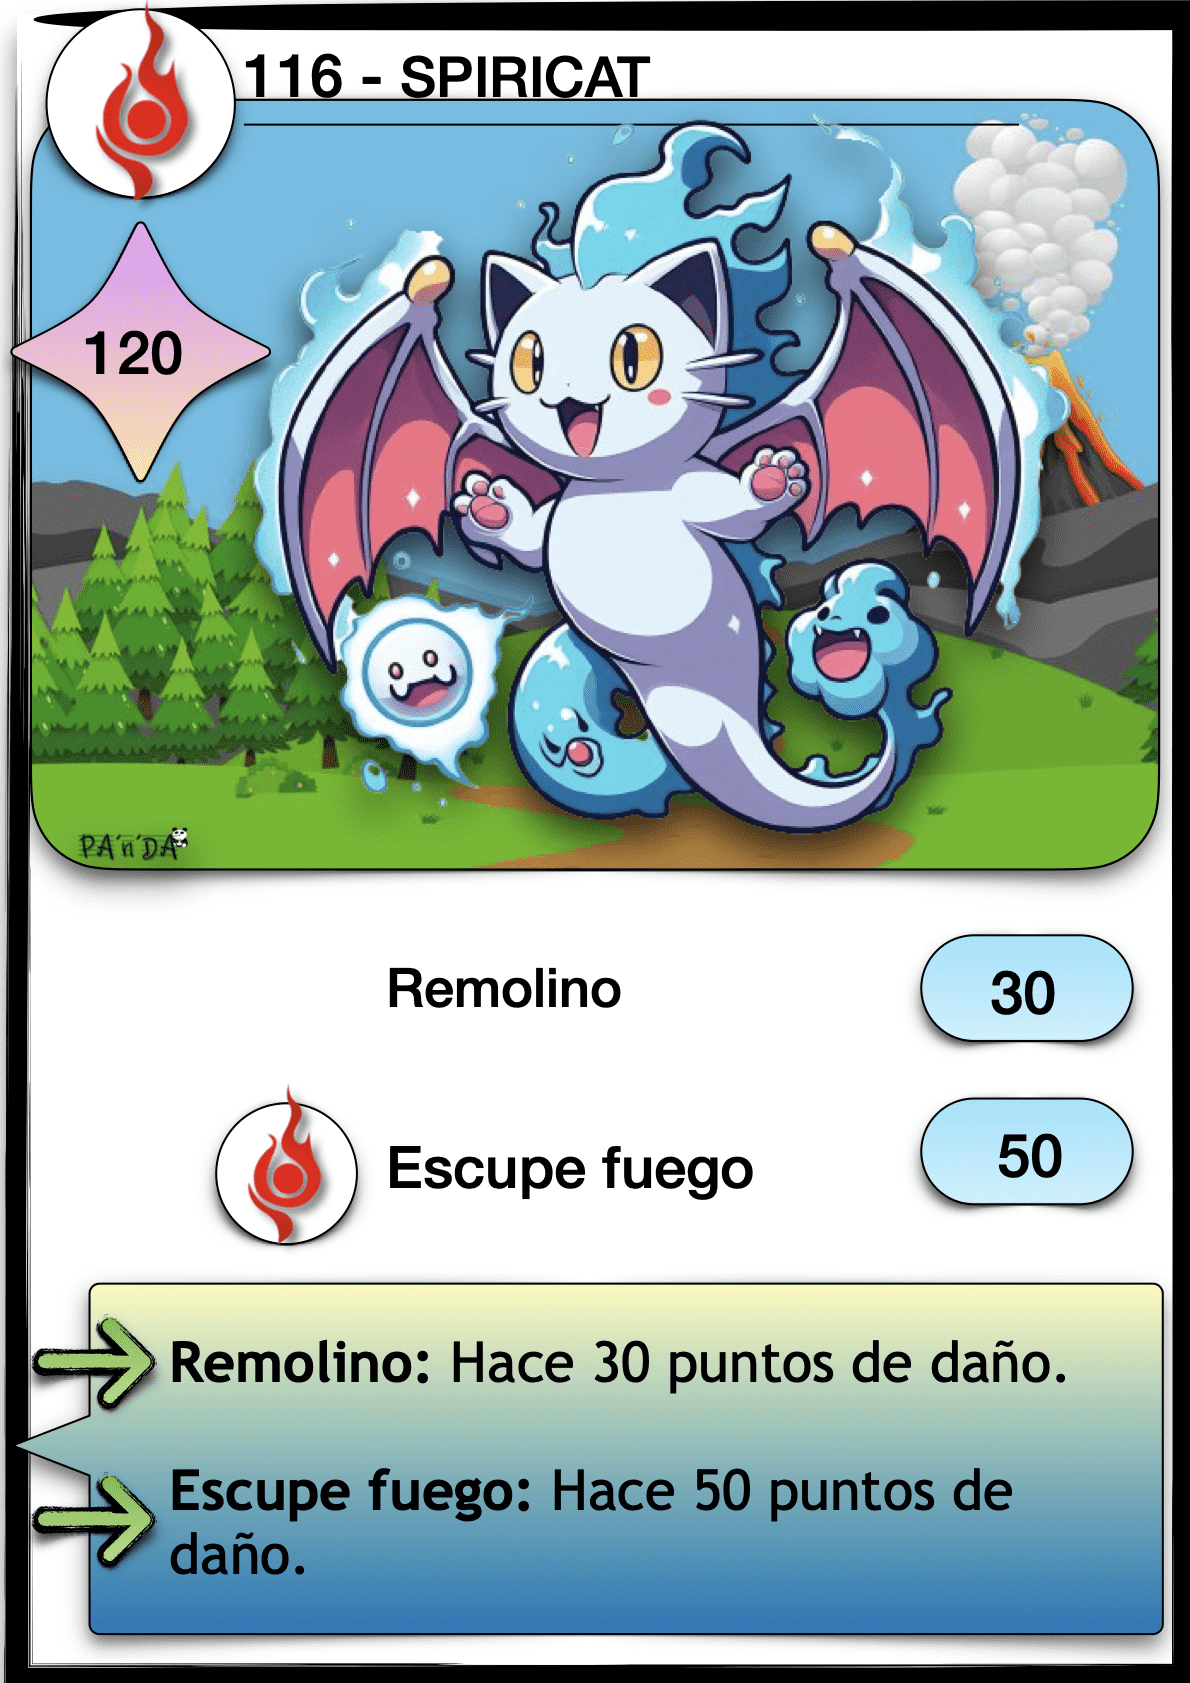 116 - SPIRICAT
120
PA´n´DA
Remolino
30
Escupe fuego
50
Remolino: Hace 30 puntos de daño.
Escupe fuego: Hace 50 puntos de
daño.